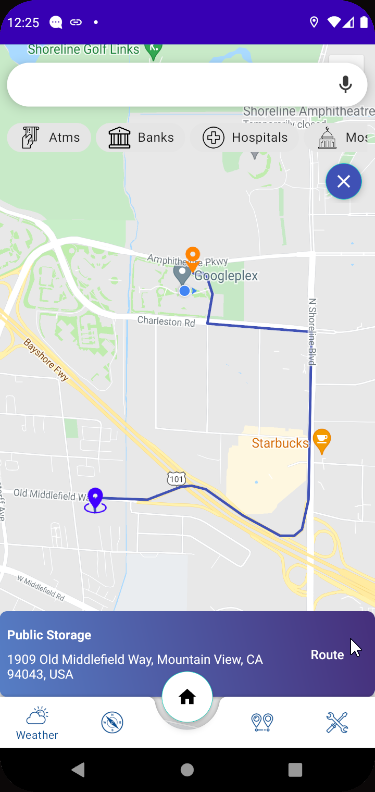 12:25
Shoreline Golf Links
Shoreline Amphitheatre
Temporarily closed
Atms
Banks
Hospitals
Mos
Amphitheatre Pkwy
Googleplex
Charleston Rd
N Shoreline Blvd
Bayshore Fwy
Starbucks
101
Old Middlefield W
W Middlefield Rd
Public Storage
1909 Old Middlefield Way, Mountain View, CA
94043, USA
Route
Weather